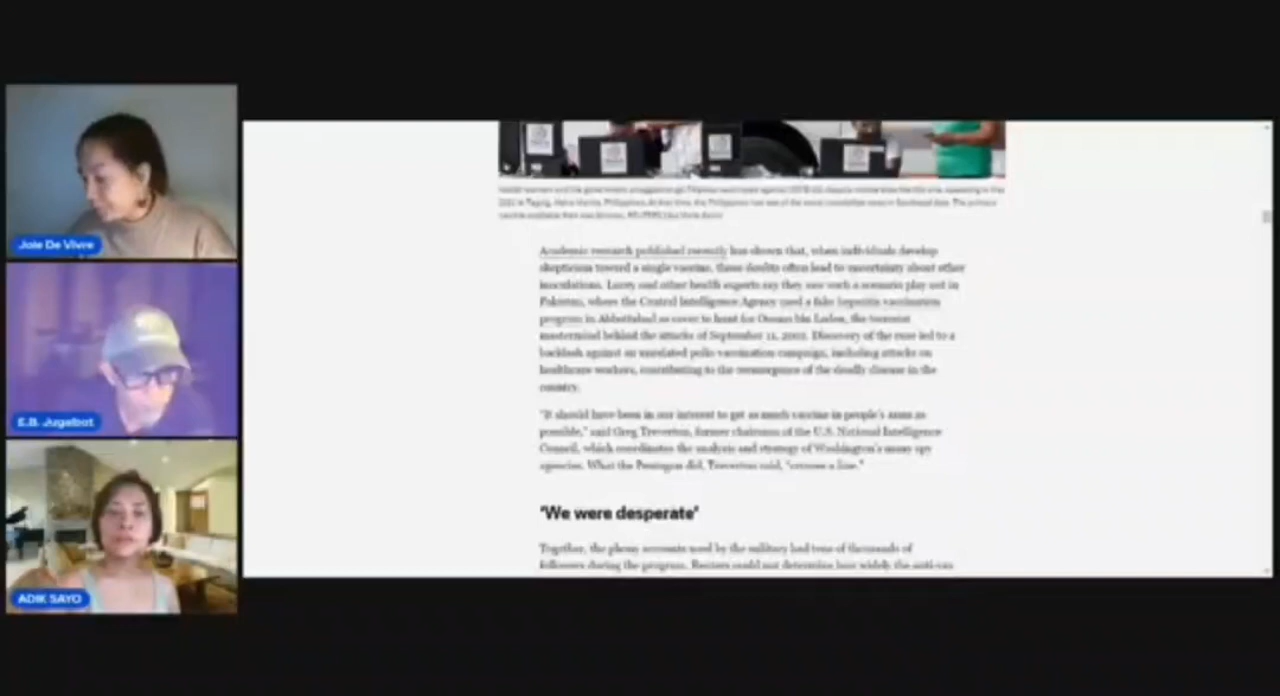 Joie De Vivre
E.B. Jugebot
ADIK SAYO
Academic research published recently has shown that, when individuals develop
skepticism toward a single vaccine, those doubts often lead to uncertainty about other
inoculations. Lucey and other health experts say they saw such a scenario play out in
Pakistan, where the Central Intelligence Agency used a fake hepatitis vaccination
program in Abbottabad as cover to hunt for Osama bin Laden, the terrorist
mastermind behind the attacks of September 11, 2001. Discovery of the ruse led to a
backlash against an unrelated polio vaccination campaign, including attacks on
healthcare workers, contributing to the reemergence of the deadly disease in the
country.
"It should have been in our interest to get as much vaccine in people's arms as
possible," said Greg Treverton, former chairman of the U.S. National Intelligence
Council, which coordinates the analysis and strategy of Washington's many spy
agencies. What the Pentagon did, Treverton said, "crosses a line."
'We were desperate'
Together, the phony accounts used by the military had tens of thousands of
followers during the program. Reuters could not determine how widely the anti-vax